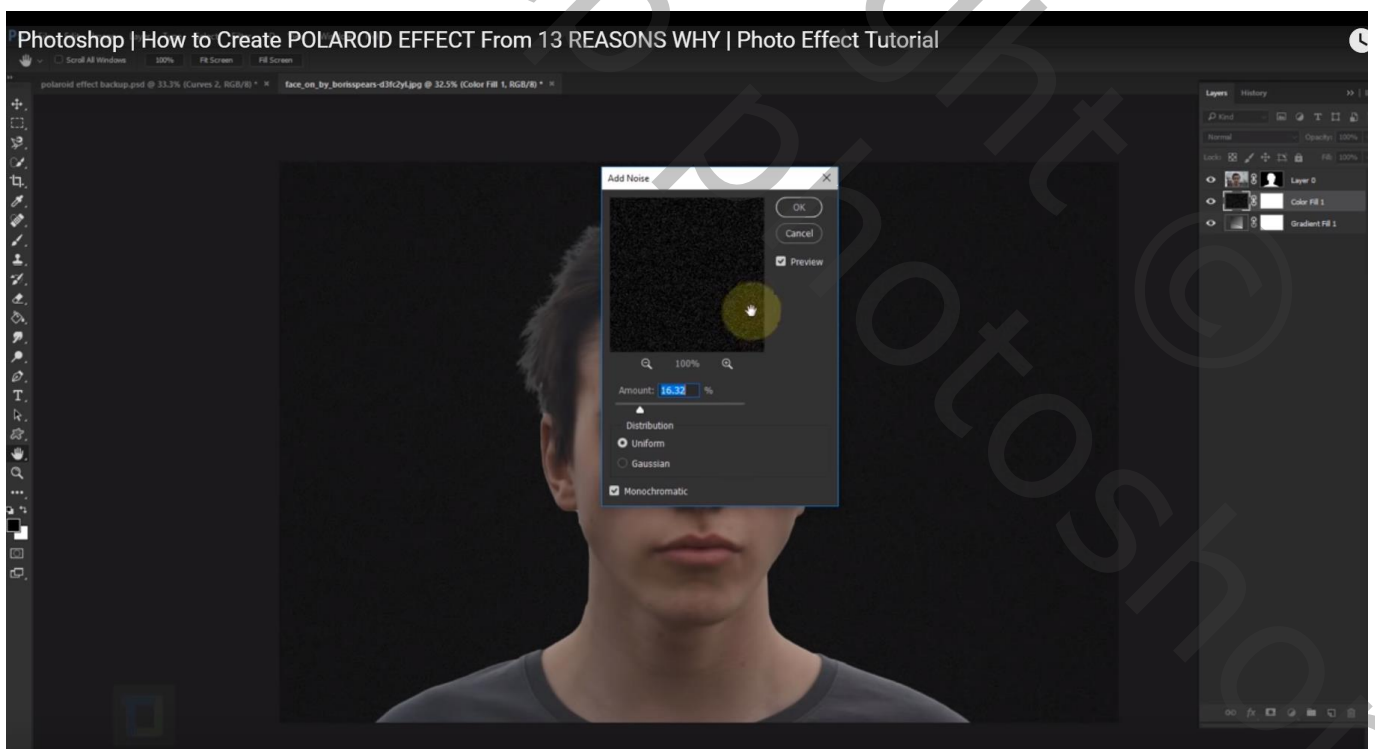 Photoshop | How to Create POLAROID EFFECT From 13 REASONS WHY | Photo Effect Tutorial
Scroll All Windows 100% Fit Screen Fill Screen
polaroid effect backup.psd @ 33.3% (Curves 2, RGB/8) * × face_on_by_borisspears-d3fc2yl.jpg @ 32.5% (Color Fill 1, RGB/8) * ×
Layers History
Kind
Normal Opacity: 100%
Lock: Fill: 100%
Layer 0
Color Fill 1
Gradient Fill 1
Add Noise
OK
Cancel
Preview
100%
Amount: 16.32 %
Distribution
Uniform
Gaussian
Monochromatic
photoshop
©